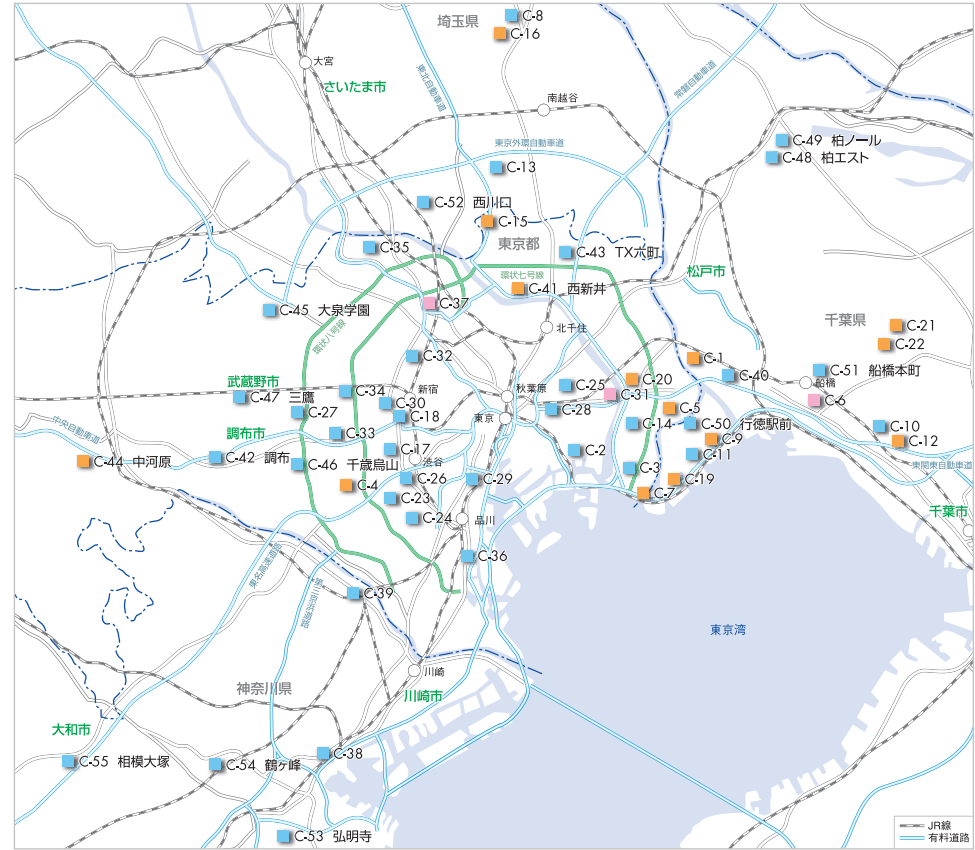 埼玉県
C-8
C-16
大宮
さいたま市
東北自動車道
常磐自動車道
南越谷
東京外環自動車道
C-49 柏ノール
C-48 柏エスト
C-13
C-52 西川口
C-15
東京都
C-35
C-43 TX六町
環状七号線
松戸市
C-41 西新井
C-37
C-45 大泉学園
環状八号線
北千住
千葉県
C-21
C-22
C-32
C-1
C-40
C-51 船橋本町
船橋
C-20
C-25
C-31
C-6
武蔵野市
C-47 三鷹
C-34
新宿
秋葉原
C-30
C-27
C-18
C-28
東京
C-5
C-14
C-50 行徳駅前
C-10
C-9
C-12
中央自動車道
調布市
C-33
C-44 中河原
C-42 調布
C-46 千歳烏山
C-17
渋谷
C-2
C-11
東関東自動車道
C-3
C-4
C-26
C-29
C-19
C-23
C-7
C-24
品川
千葉市
C-36
東名高速道路
第三京浜道路
C-39
東京湾
川崎
神奈川県
川崎市
大和市
C-38
C-55 相模大塚
C-54 鶴ヶ峰
C-53 弘明寺
JR線
有料道路